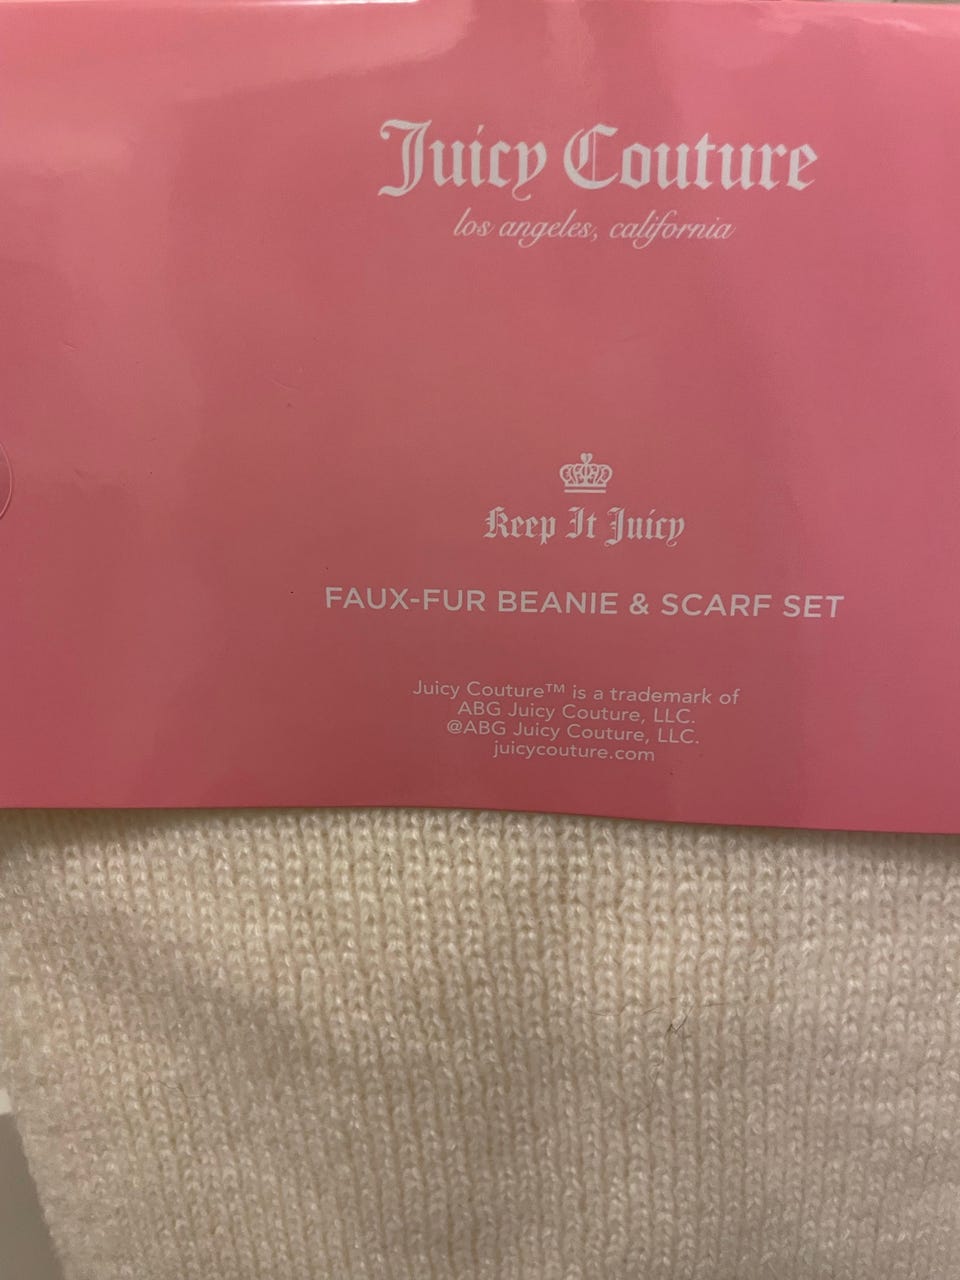 Juicy Couture
los angeles, california
Keep It Juicy
FAUX-FUR BEANIE & SCARF SET
Juicy Couture™ is a trademark of
ABG Juicy Couture, LLC.
@ABG Juicy Couture, LLC.
juicycouture.com